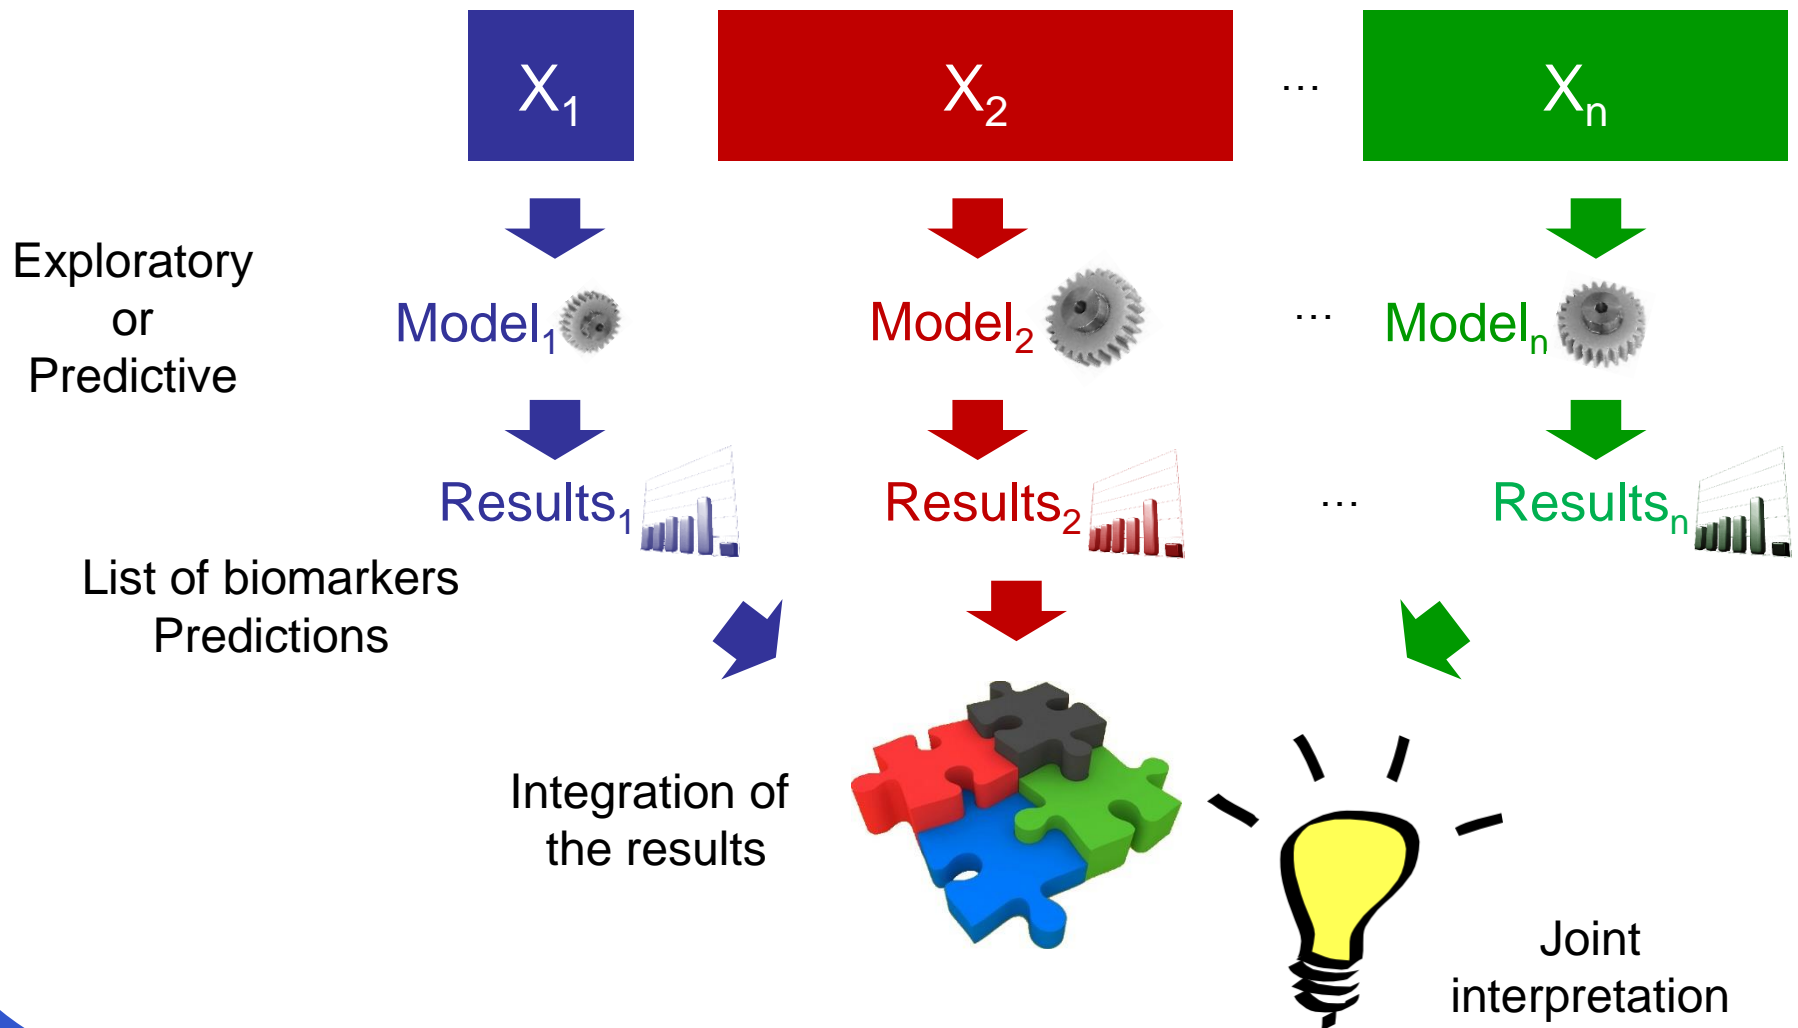 X₁ X₂ ... Xₙ
Exploratory
or
Predictive
Model₁ Model₂ ... Modelₙ
Results₁ Results₂ ... Resultsₙ
List of biomarkers
Predictions
Integration of
the results
Joint
interpretation